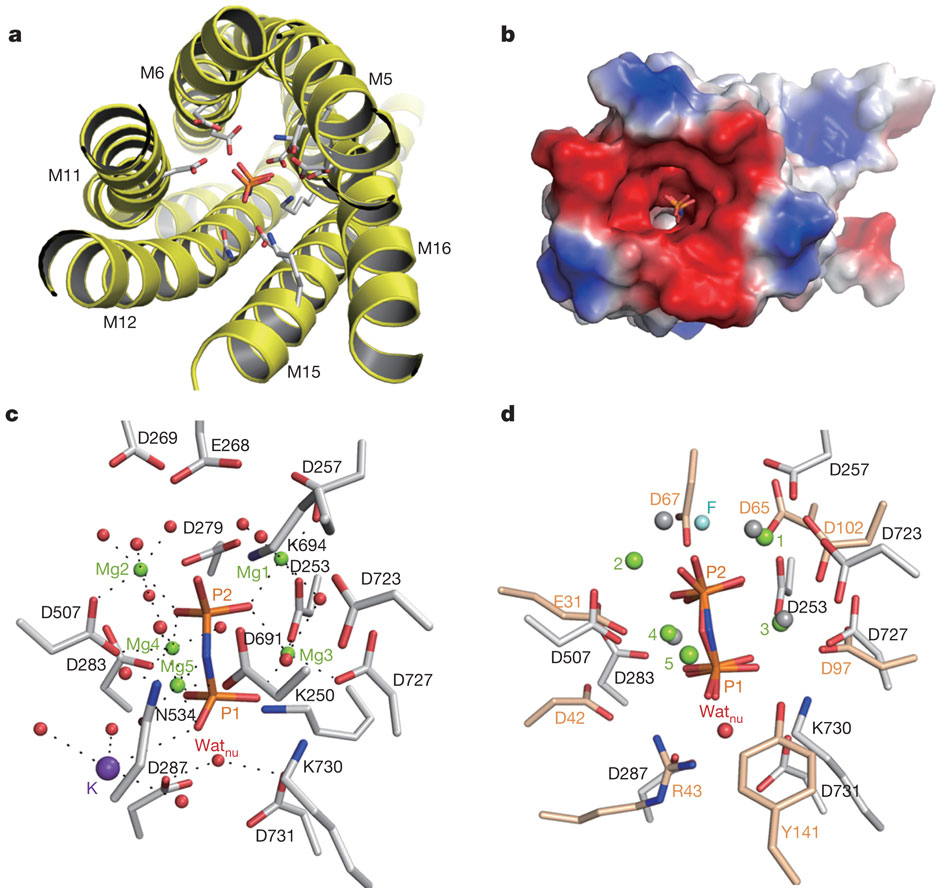 a
M6
M5
M11
M16
M12
M15
b
c
D269
E268
D257
D279
K694
Mg2
Mg1
D253
D723
P2
D507
Mg4
D691
Mg3
D283
Mg5
D727
P1
K250
N534
Watnu
K730
K
D287
D731
d
D257
D67
F
D65
D102
D723
1
2
P2
E31
D253
3
D507
4
D727
D283
5
D97
P1
D42
Watnu
K730
D287
R43
D731
Y141